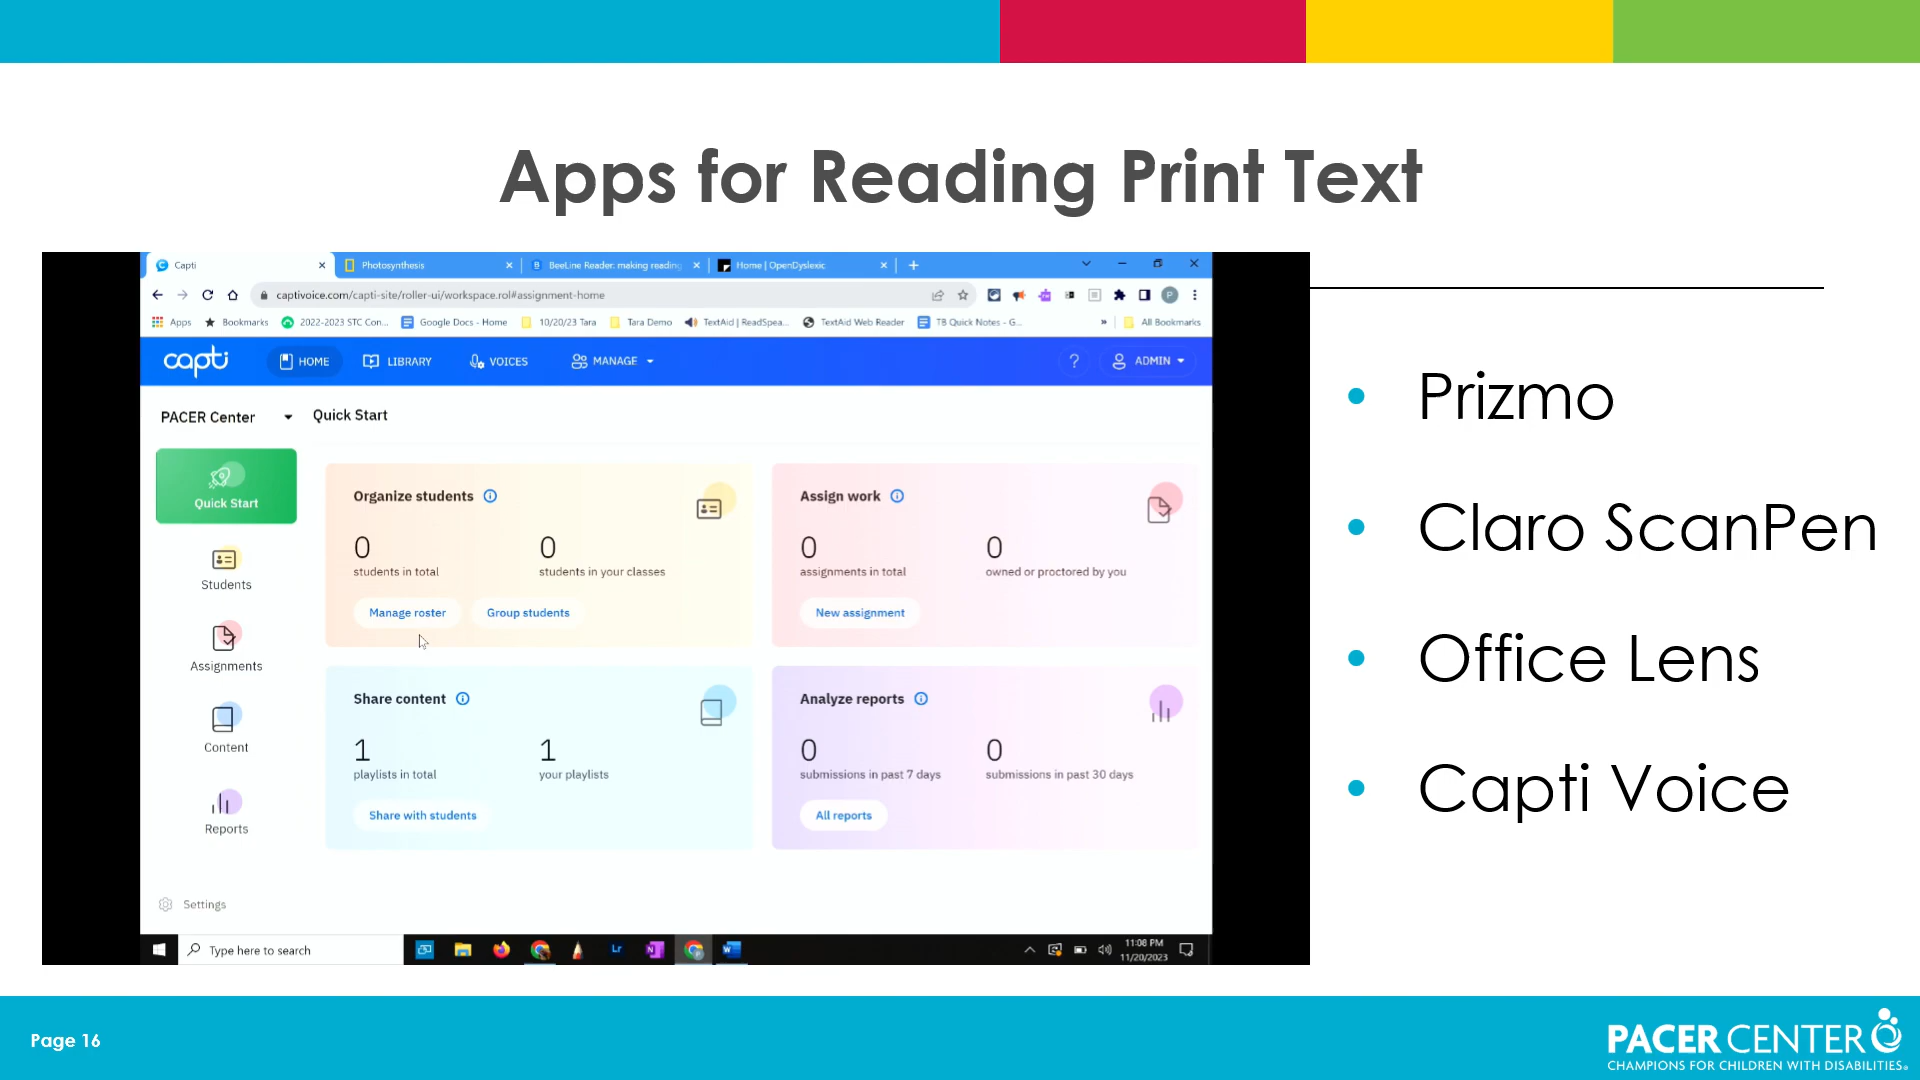 Apps for Reading Print Text
Capti
Photosynthesis
BeeLine Reader: making reading
Home | OpenDyslexic
captivoice.com/capti-site/roller-ui/workspace.rol#assignment-home
Apps
Bookmarks
2022-2023 STC Con...
Google Docs - Home
10/20/23 Tara
Tara Demo
TextAid | ReadSpea...
TextAid Web Reader
TB Quick Notes - G...
»
All Bookmarks
capti
HOME
LIBRARY
VOICES
MANAGE
?
ADMIN
PACER Center
Quick Start
Quick Start
Students
Assignments
Content
Reports
Settings
Organize students
0
students in total
0
students in your classes
Manage roster
Group students
Assign work
0
assignments in total
0
owned or proctored by you
New assignment
Share content
1
playlists in total
1
your playlists
Share with students
Analyze reports
0
submissions in past 7 days
0
submissions in past 30 days
All reports
Type here to search
Lr
11:08 PM
11/20/2023
• Prizmo
• Claro ScanPen
• Office Lens
• Capti Voice
Page 16
PACER CENTER
CHAMPIONS FOR CHILDREN WITH DISABILITIES®